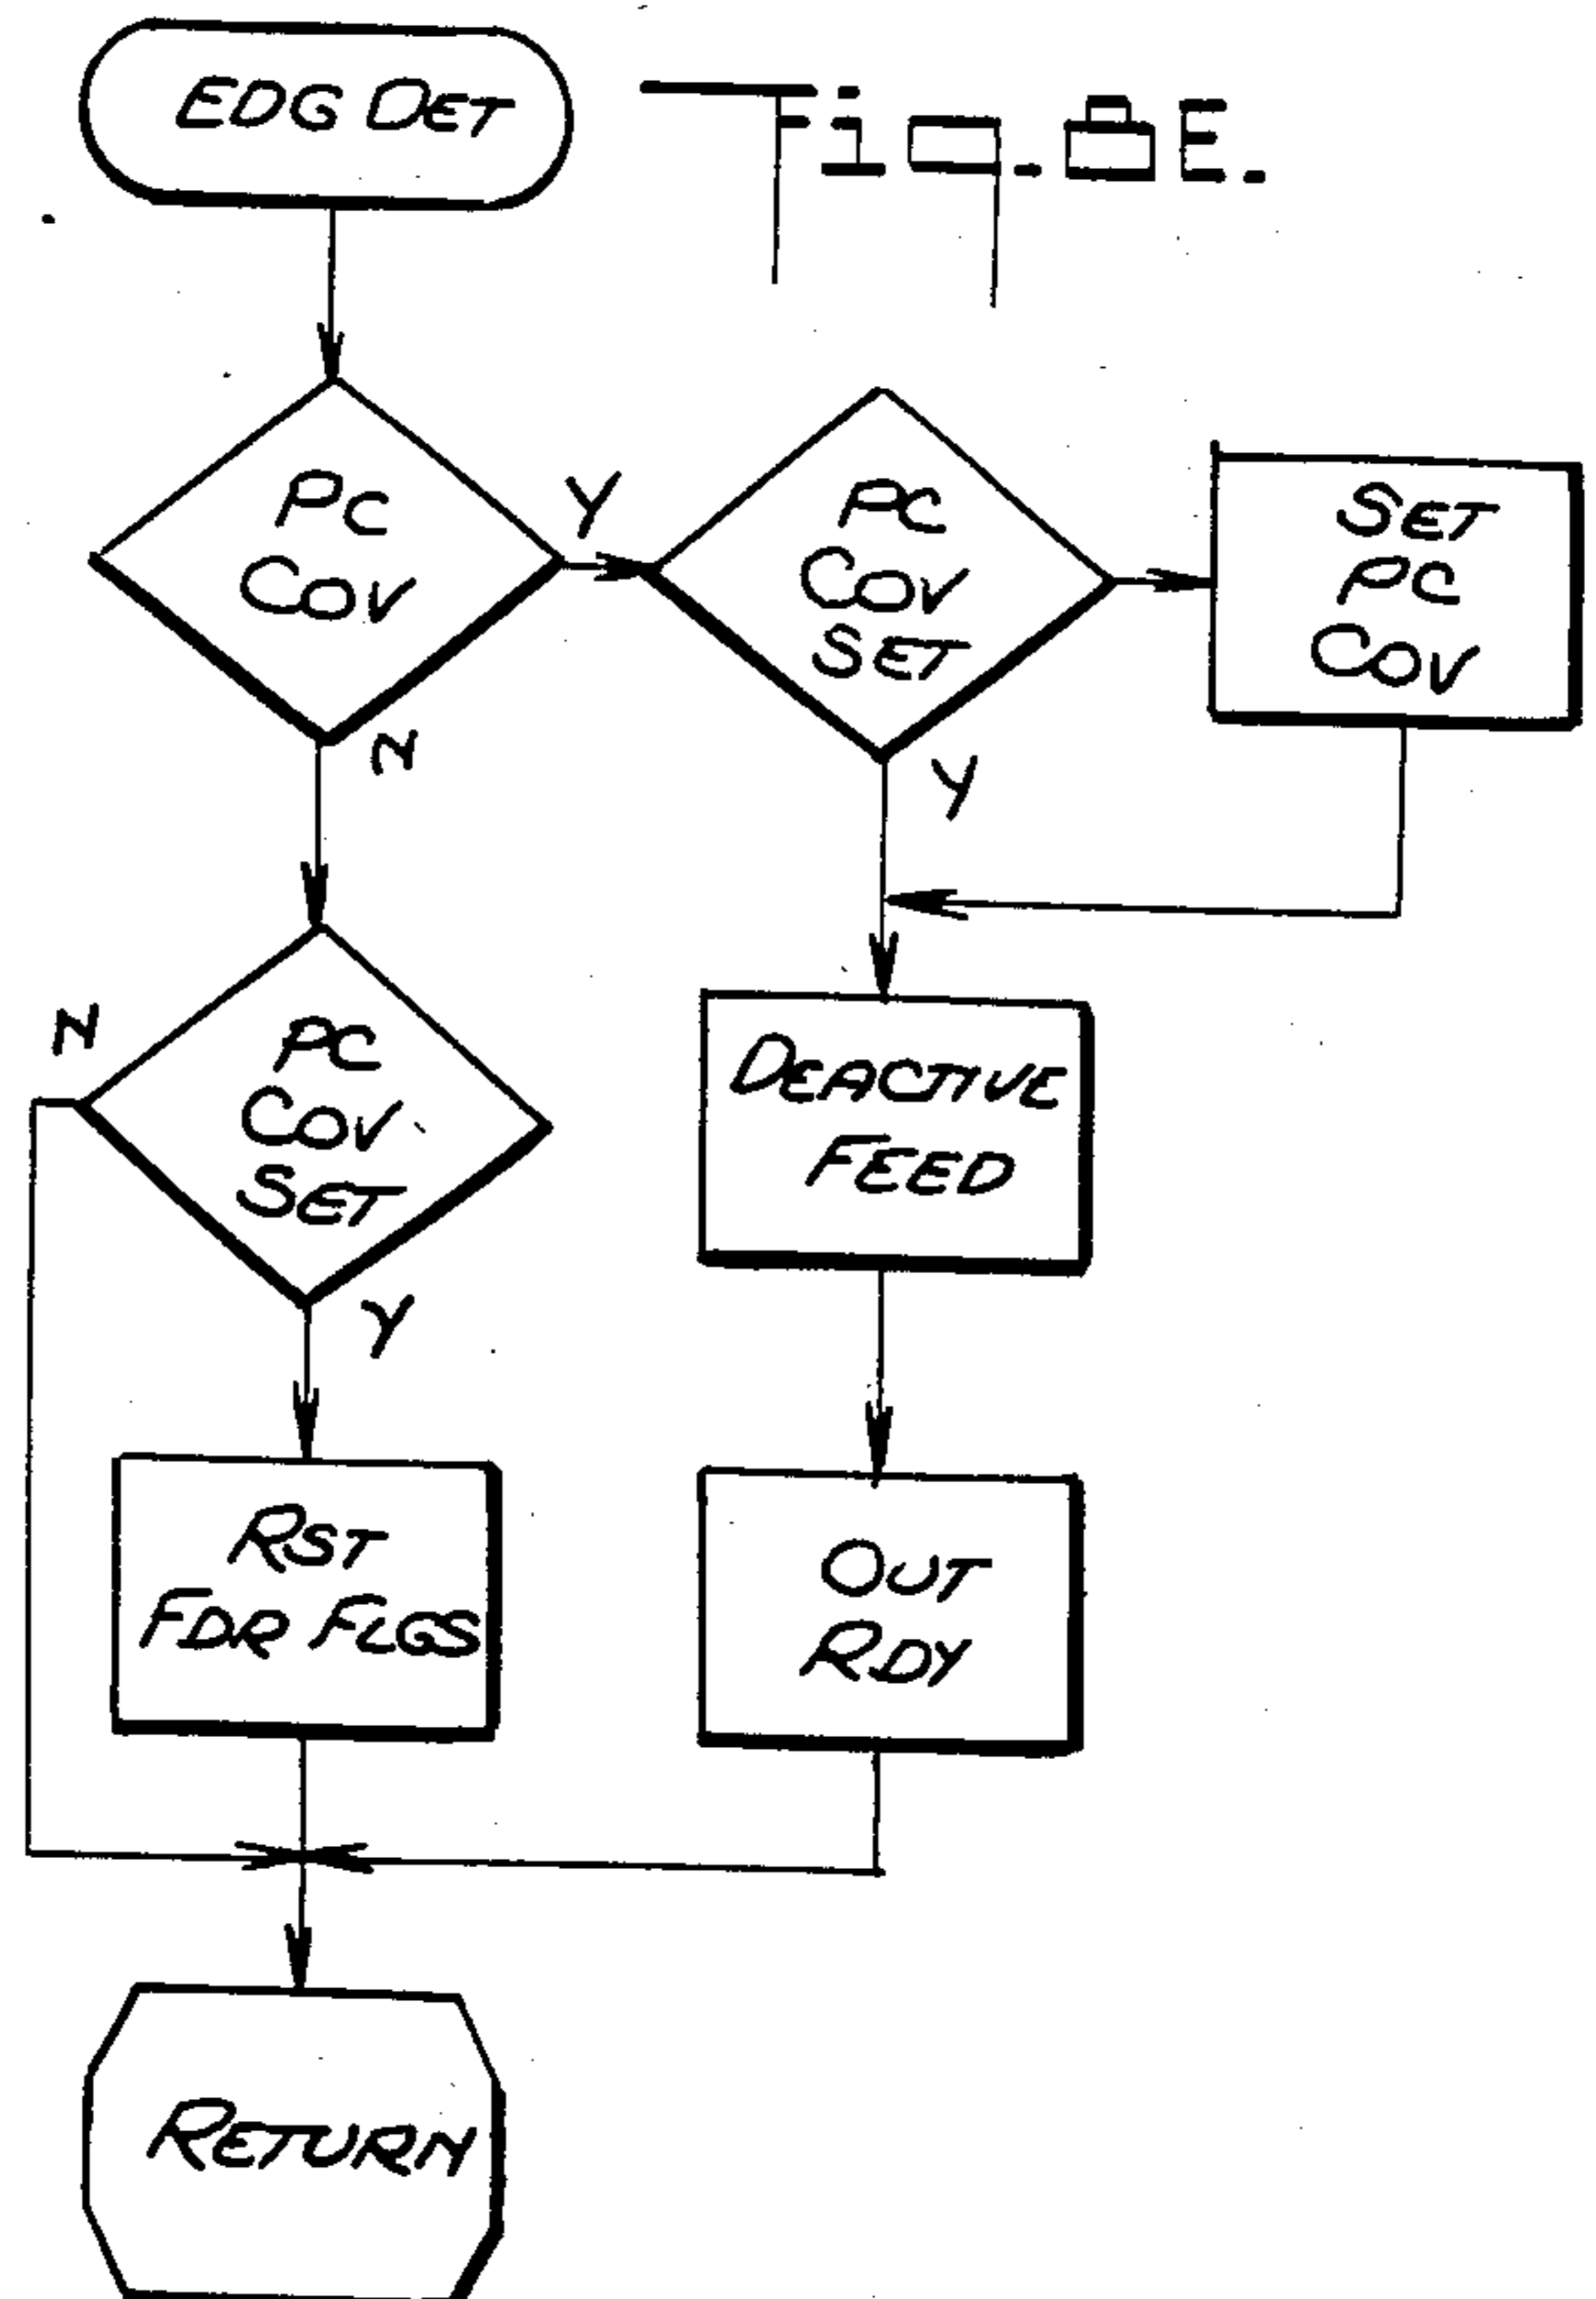 EDG DET
Fig. 8E.
PC
COV
Y
N
PC
COV
SET
Y
SET
PC
COV
N
PC
COV
SET
Y
DEACTIVE
FEED
RST
FDR FLGS
OUT
RDY
RETURN